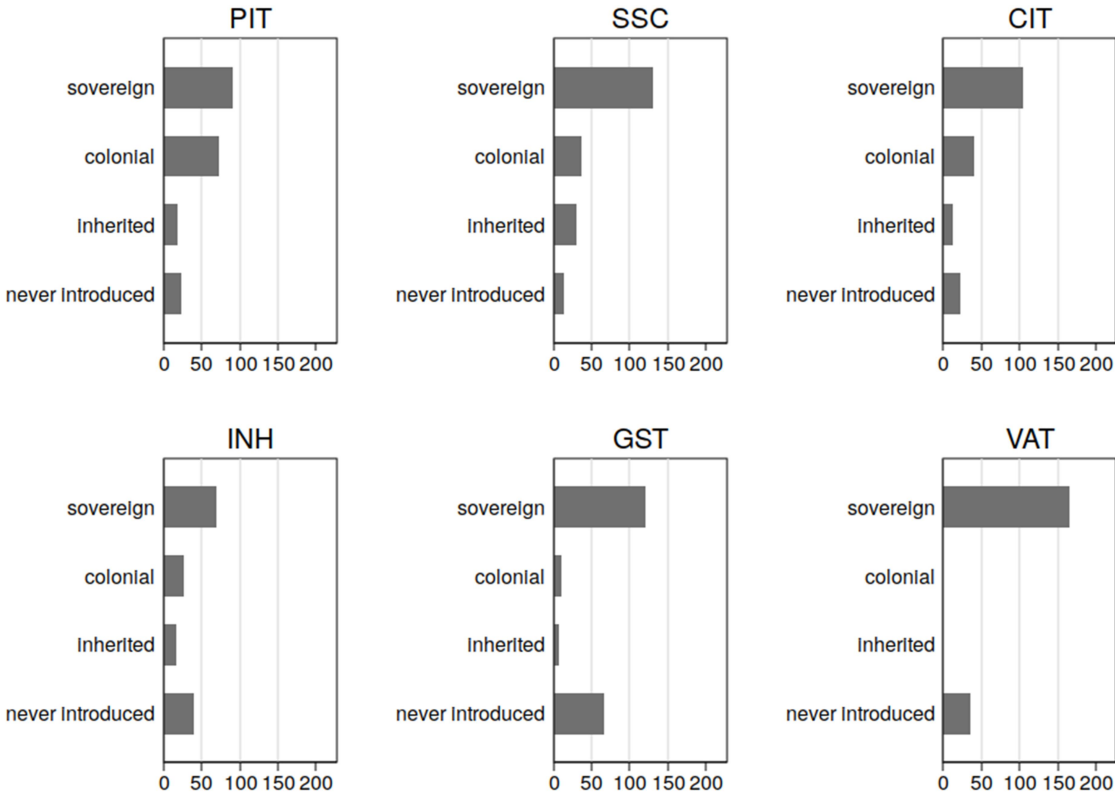 PIT
sovereign
colonial
inherited
never introduced
0 50 100 150 200
SSC
sovereign
colonial
inherited
never introduced
0 50 100 150 200
CIT
sovereign
colonial
inherited
never introduced
0 50 100 150 200
INH
sovereign
colonial
inherited
never introduced
0 50 100 150 200
GST
sovereign
colonial
inherited
never introduced
0 50 100 150 200
VAT
sovereign
colonial
inherited
never introduced
0 50 100 150 200